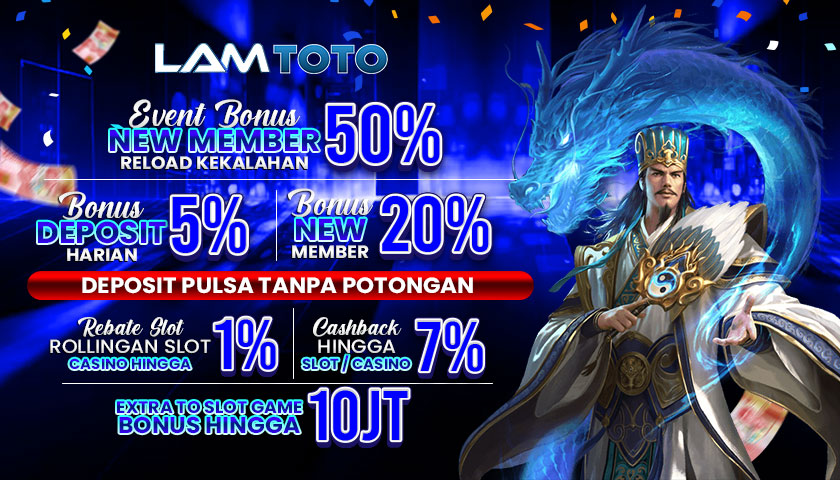 LAMTOTO
Event Bonus
NEW MEMBER
RELOAD KEKALAHAN
50%
Bonus
DEPOSIT
HARIAN
5%
Bonus
NEW
MEMBER
20%
DEPOSIT PULSA TANPA POTONGAN
Rebate Slot
ROLLINGAN SLOT
CASINO HINGGA
1%
Cashback
HINGGA
SLOT / CASINO
7%
EXTRA TO SLOT GAME
BONUS HINGGA
10JT